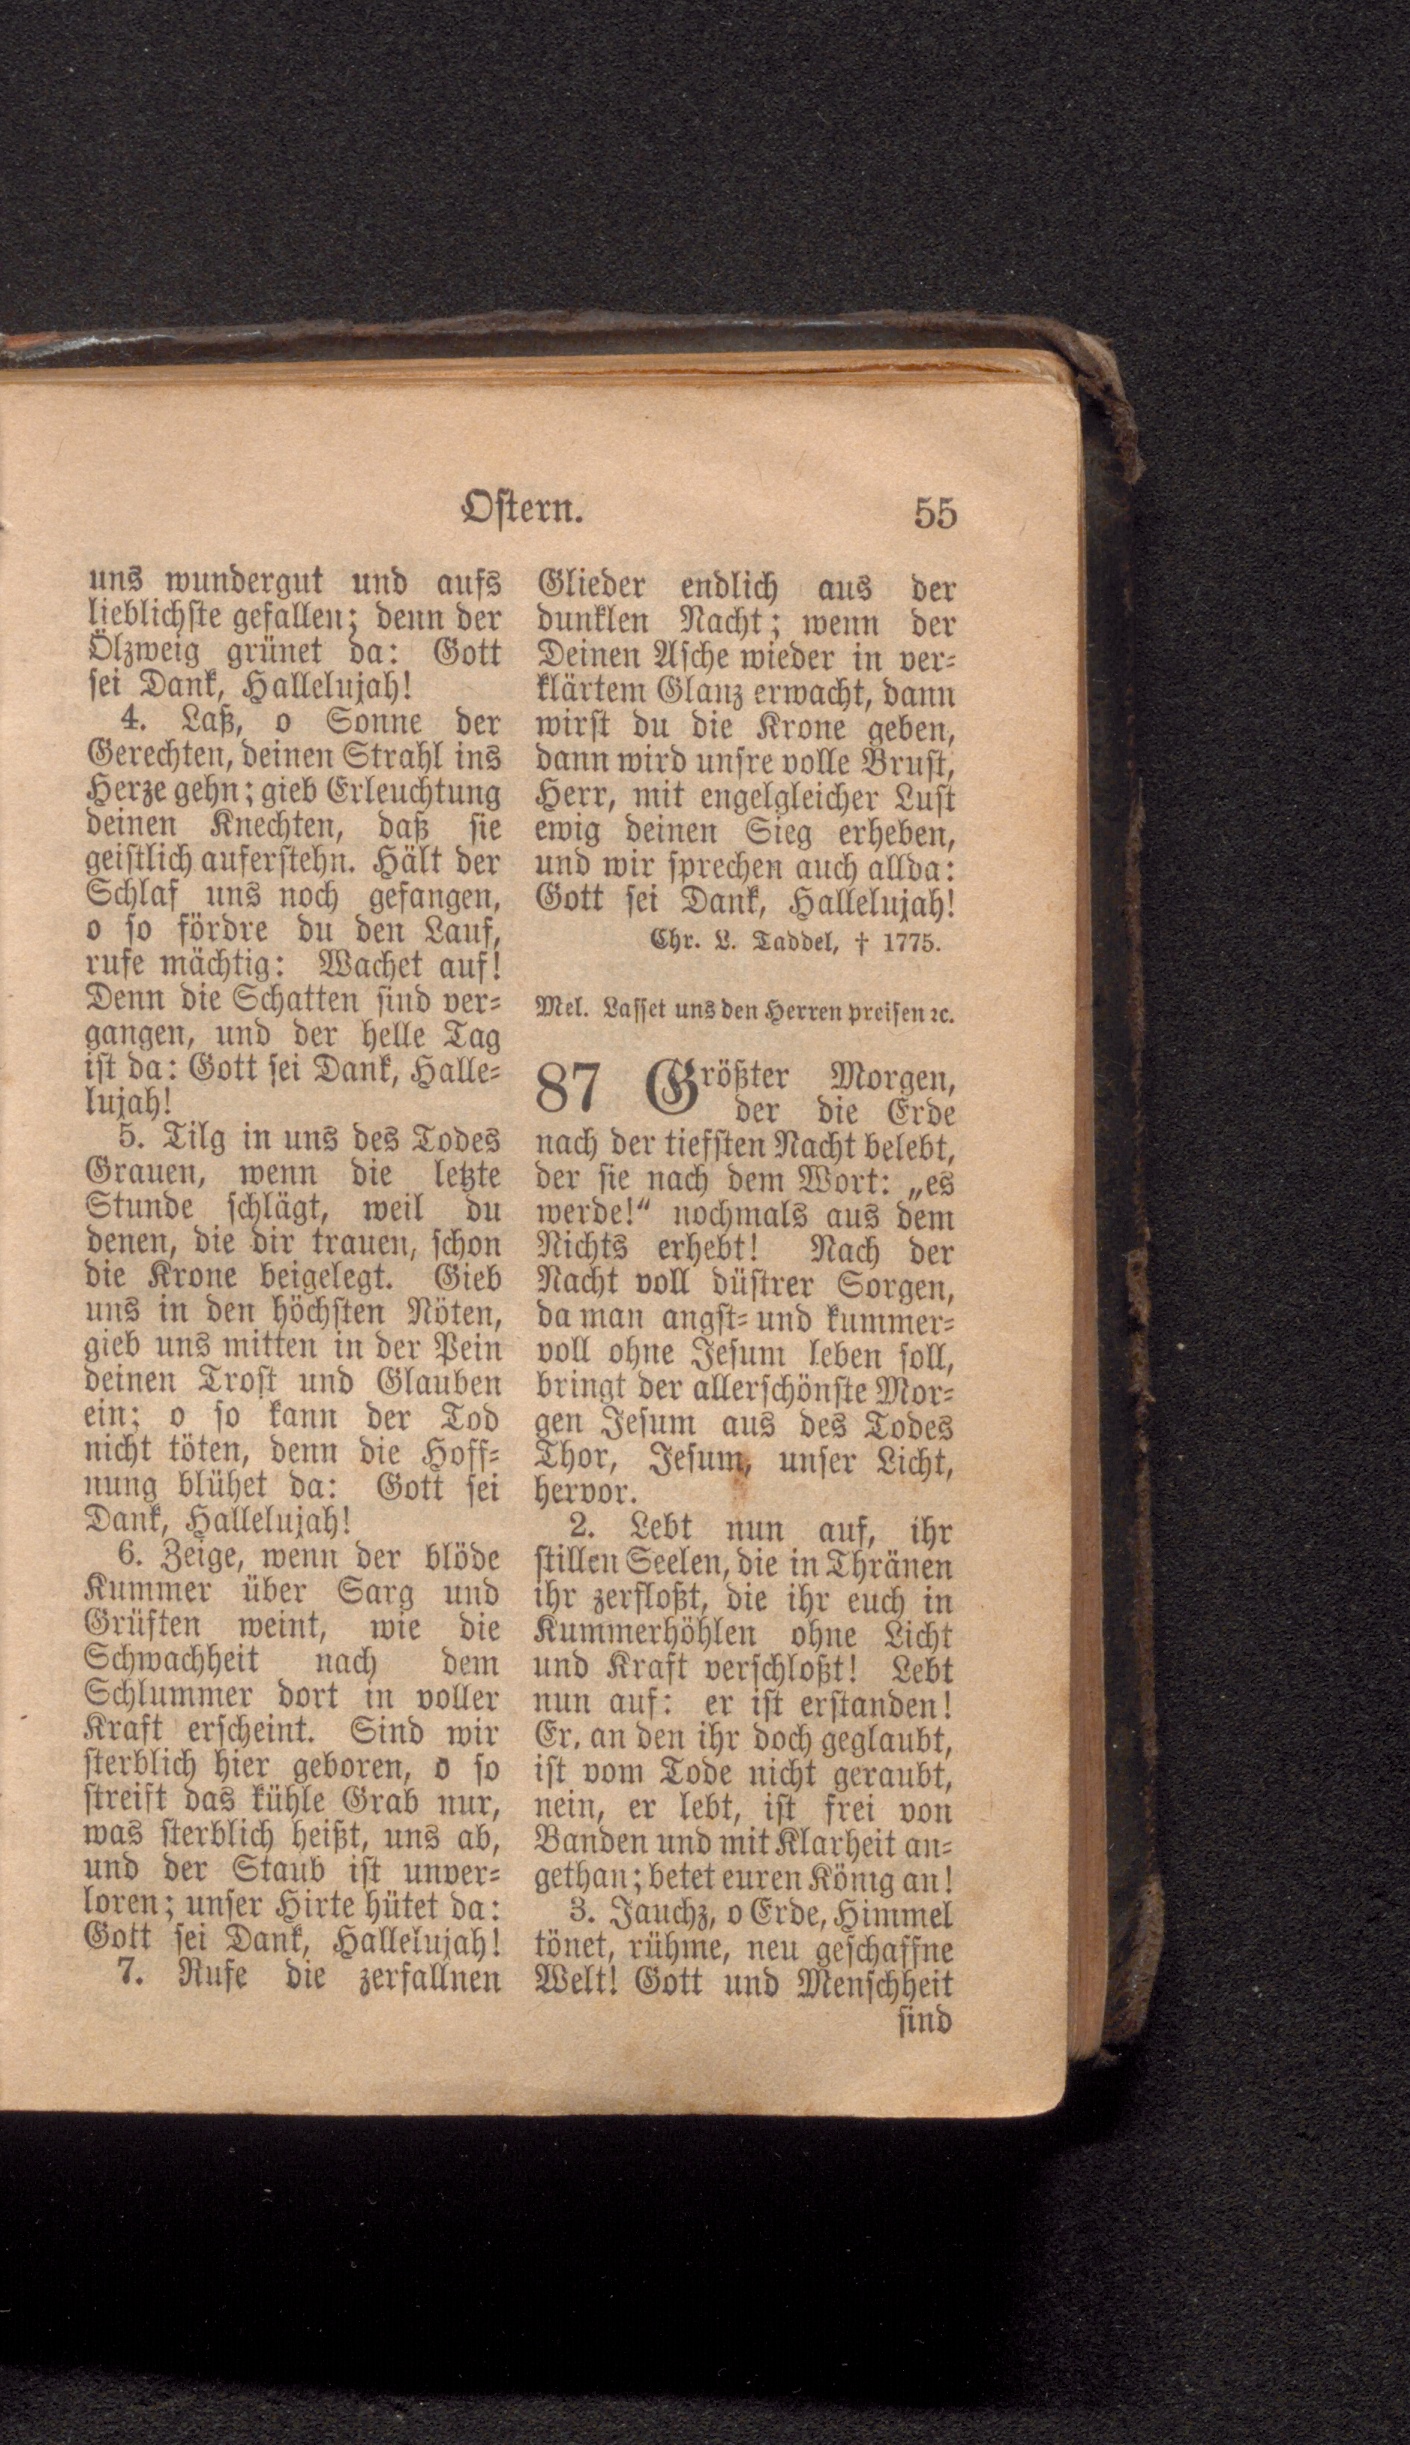 Ostern.
55
uns wundergut und aufs
lieblichste gefallen; denn der
Ölzweig grünet da: Gott
sei Dank, Hallelujah!
4. Laß, o Sonne der
Gerechten, deinen Strahl ins
Herze gehn; gieb Erleuchtung
deinen Knechten, daß sie
geistlich auferstehn. Hält der
Schlaf uns noch gefangen,
o so fördre du den Lauf,
rufe mächtig: Wachet auf!
Denn die Schatten sind ver-
gangen, und der helle Tag
ist da: Gott sei Dank, Halle-
lujah!
5. Tilg in uns des Todes
Grauen, wenn die letzte
Stunde schlägt, weil du
denen, die dir trauen, schon
die Krone beigelegt. Gieb
uns in den höchsten Nöten,
gieb uns mitten in der Pein
deinen Trost und Glauben
ein; o so kann der Tod
nicht töten, denn die Hoff-
nung blühet da: Gott sei
Dank, Hallelujah!
6. Zeige, wenn der blöde
Kummer über Sarg und
Grüften weint, wie die
Schwachheit nach dem
Schlummer dort in voller
Kraft erscheint. Sind wir
sterblich hier geboren, o so
streift das kühle Grab nur,
was sterblich heißt, uns ab,
und der Staub ist unver-
loren; unser Hirte hütet da:
Gott sei Dank, Hallelujah!
7. Rufe die zerfallnen
Glieder endlich aus der
dunklen Nacht; wenn der
Deinen Asche wieder in ver-
klärtem Glanz erwacht, dann
wirst du die Krone geben,
dann wird unsre volle Brust,
Herr, mit engelgleicher Lust
ewig deinen Sieg erheben,
und wir sprechen auch allda:
Gott sei Dank, Hallelujah!
Chr. L. Taddel, † 1775.
Mel. Lasset uns den Herren preisen ꝛc.
87 Größter Morgen,
der die Erde
nach der tiefsten Nacht belebt,
der sie nach dem Wort: „es
werde!“ nochmals aus dem
Nichts erhebt! Nach der
Nacht voll düstrer Sorgen,
da man angst- und kummer-
voll ohne Jesum leben soll,
bringt der allerschönste Mor-
gen Jesum aus des Todes
Thor, Jesum, unser Licht,
hervor.
2. Lebt nun auf, ihr
stillen Seelen, die in Thränen
ihr zerfloßt, die ihr euch in
Kummerhöhlen ohne Licht
und Kraft verschloßt! Lebt
nun auf: er ist erstanden!
Er, an den ihr doch geglaubt,
ist vom Tode nicht geraubt,
nein, er lebt, ist frei von
Banden und mit Klarheit an-
gethan; betet euren König an!
3. Jauchz, o Erde, Himmel
tönet, rühme, neu geschaffne
Welt! Gott und Menschheit
sind